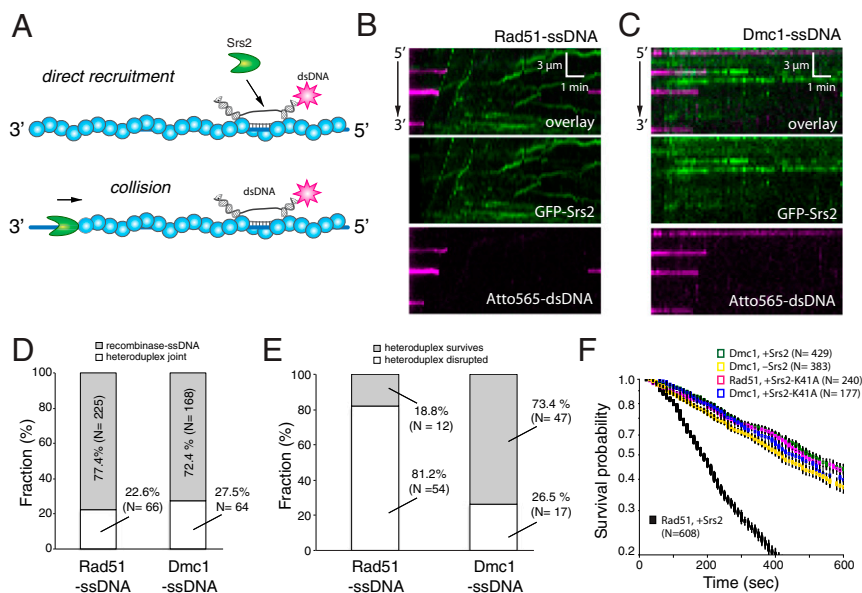 A
Srs2
direct recruitment
dsDNA
3′
5′
collision
dsDNA
3′
5′
B
Rad51-ssDNA
5′
3′
3 µm
1 min
overlay
GFP-Srs2
Atto565-dsDNA
C
Dmc1-ssDNA
5′
3′
3 µm
1 min
overlay
GFP-Srs2
Atto565-dsDNA
D
recombinase-ssDNA
heteroduplex joint
Fraction (%)
100
80
60
40
20
0
77.4% (N= 225)
72.4 % (N= 168)
22.6%
(N= 66)
27.5%
N= 64
Rad51
-ssDNA
Dmc1
-ssDNA
E
heteroduplex survives
heteroduplex disrupted
Fraction (%)
100
80
60
40
20
0
18.8%
(N = 12)
81.2%
(N =54)
73.4 %
(N= 47)
26.5 %
(N= 17)
Rad51
-ssDNA
Dmc1
-ssDNA
F
Dmc1, +Srs2 (N= 429)
Dmc1, –Srs2 (N= 383)
Rad51, +Srs2-K41A (N= 240)
Dmc1, +Srs2-K41A (N= 177)
Survival probability
1.0
0.9
0.7
0.5
0.4
0.3
0.2
Rad51, +Srs2
(N=608)
0
200
400
600
Time (sec)